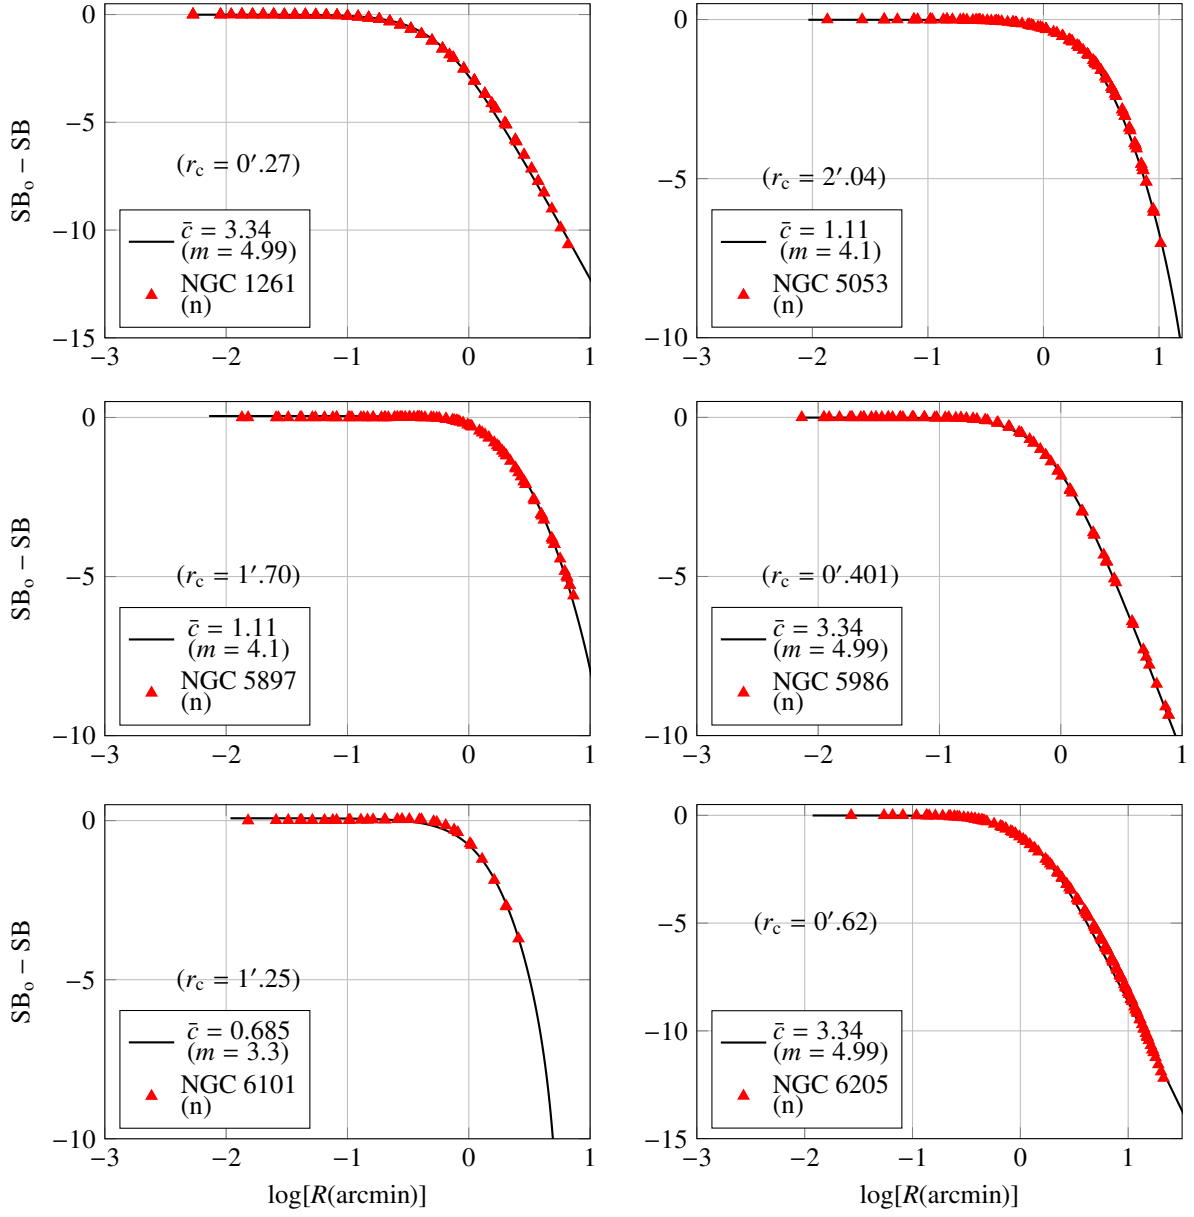 0
−5
−10
−15
−3
−2
−1
0
1
SB₀ − SB
(r_c = 0′.27)
c̄ = 3.34
(m = 4.99)
NGC 1261
(n)
0
−5
−10
−3
−2
−1
0
1
(r_c = 2′.04)
c̄ = 1.11
(m = 4.1)
NGC 5053
(n)
0
−5
−10
−3
−2
−1
0
1
SB₀ − SB
(r_c = 1′.70)
c̄ = 1.11
(m = 4.1)
NGC 5897
(n)
0
−5
−10
−3
−2
−1
0
1
(r_c = 0′.401)
c̄ = 3.34
(m = 4.99)
NGC 5986
(n)
0
−5
−10
−3
−2
−1
0
1
SB₀ − SB
log[R(arcmin)]
(r_c = 1′.25)
c̄ = 0.685
(m = 3.3)
NGC 6101
(n)
0
−5
−10
−15
−3
−2
−1
0
1
log[R(arcmin)]
(r_c = 0′.62)
c̄ = 3.34
(m = 4.99)
NGC 6205
(n)